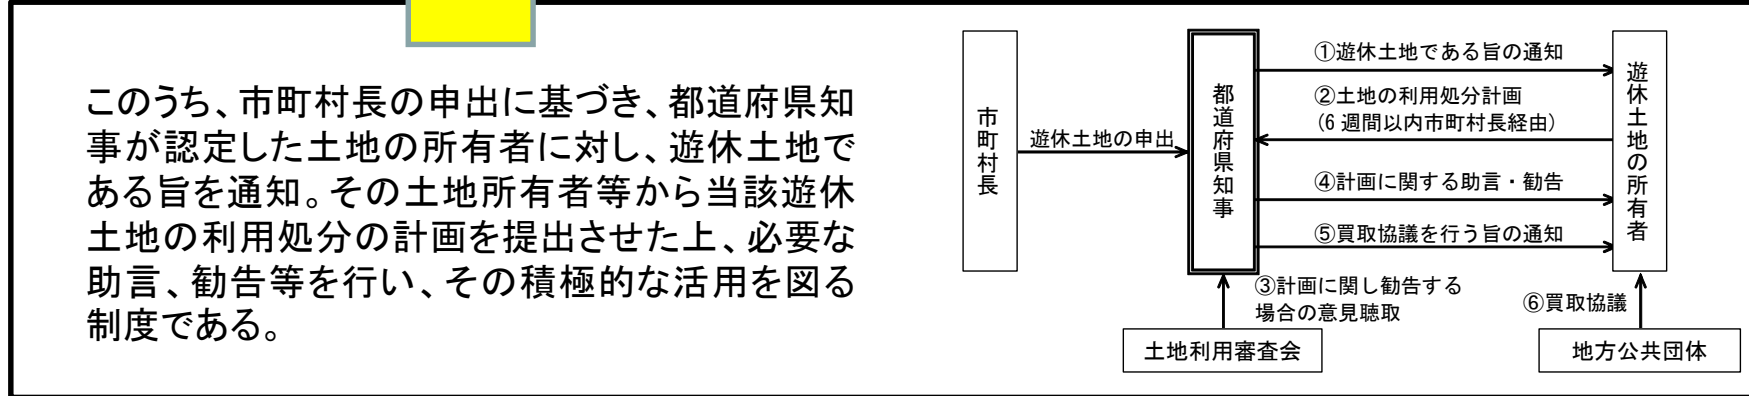 このうち、市町村長の申出に基づき、都道府県知
事が認定した土地の所有者に対し、遊休土地で
ある旨を通知。その土地所有者等から当該遊休
土地の利用処分の計画を提出させた上、必要な
助言、勧告等を行い、その積極的な活用を図る
制度である。
市町村長
遊休土地の申出
都道府県知事
①遊休土地である旨の通知
②土地の利用処分計画
（6 週間以内市町村長経由）
④計画に関する助言・勧告
⑤買取協議を行う旨の通知
遊休土地の所有者
③計画に関し勧告する
場合の意見聴取
⑥買取協議
土地利用審査会
地方公共団体